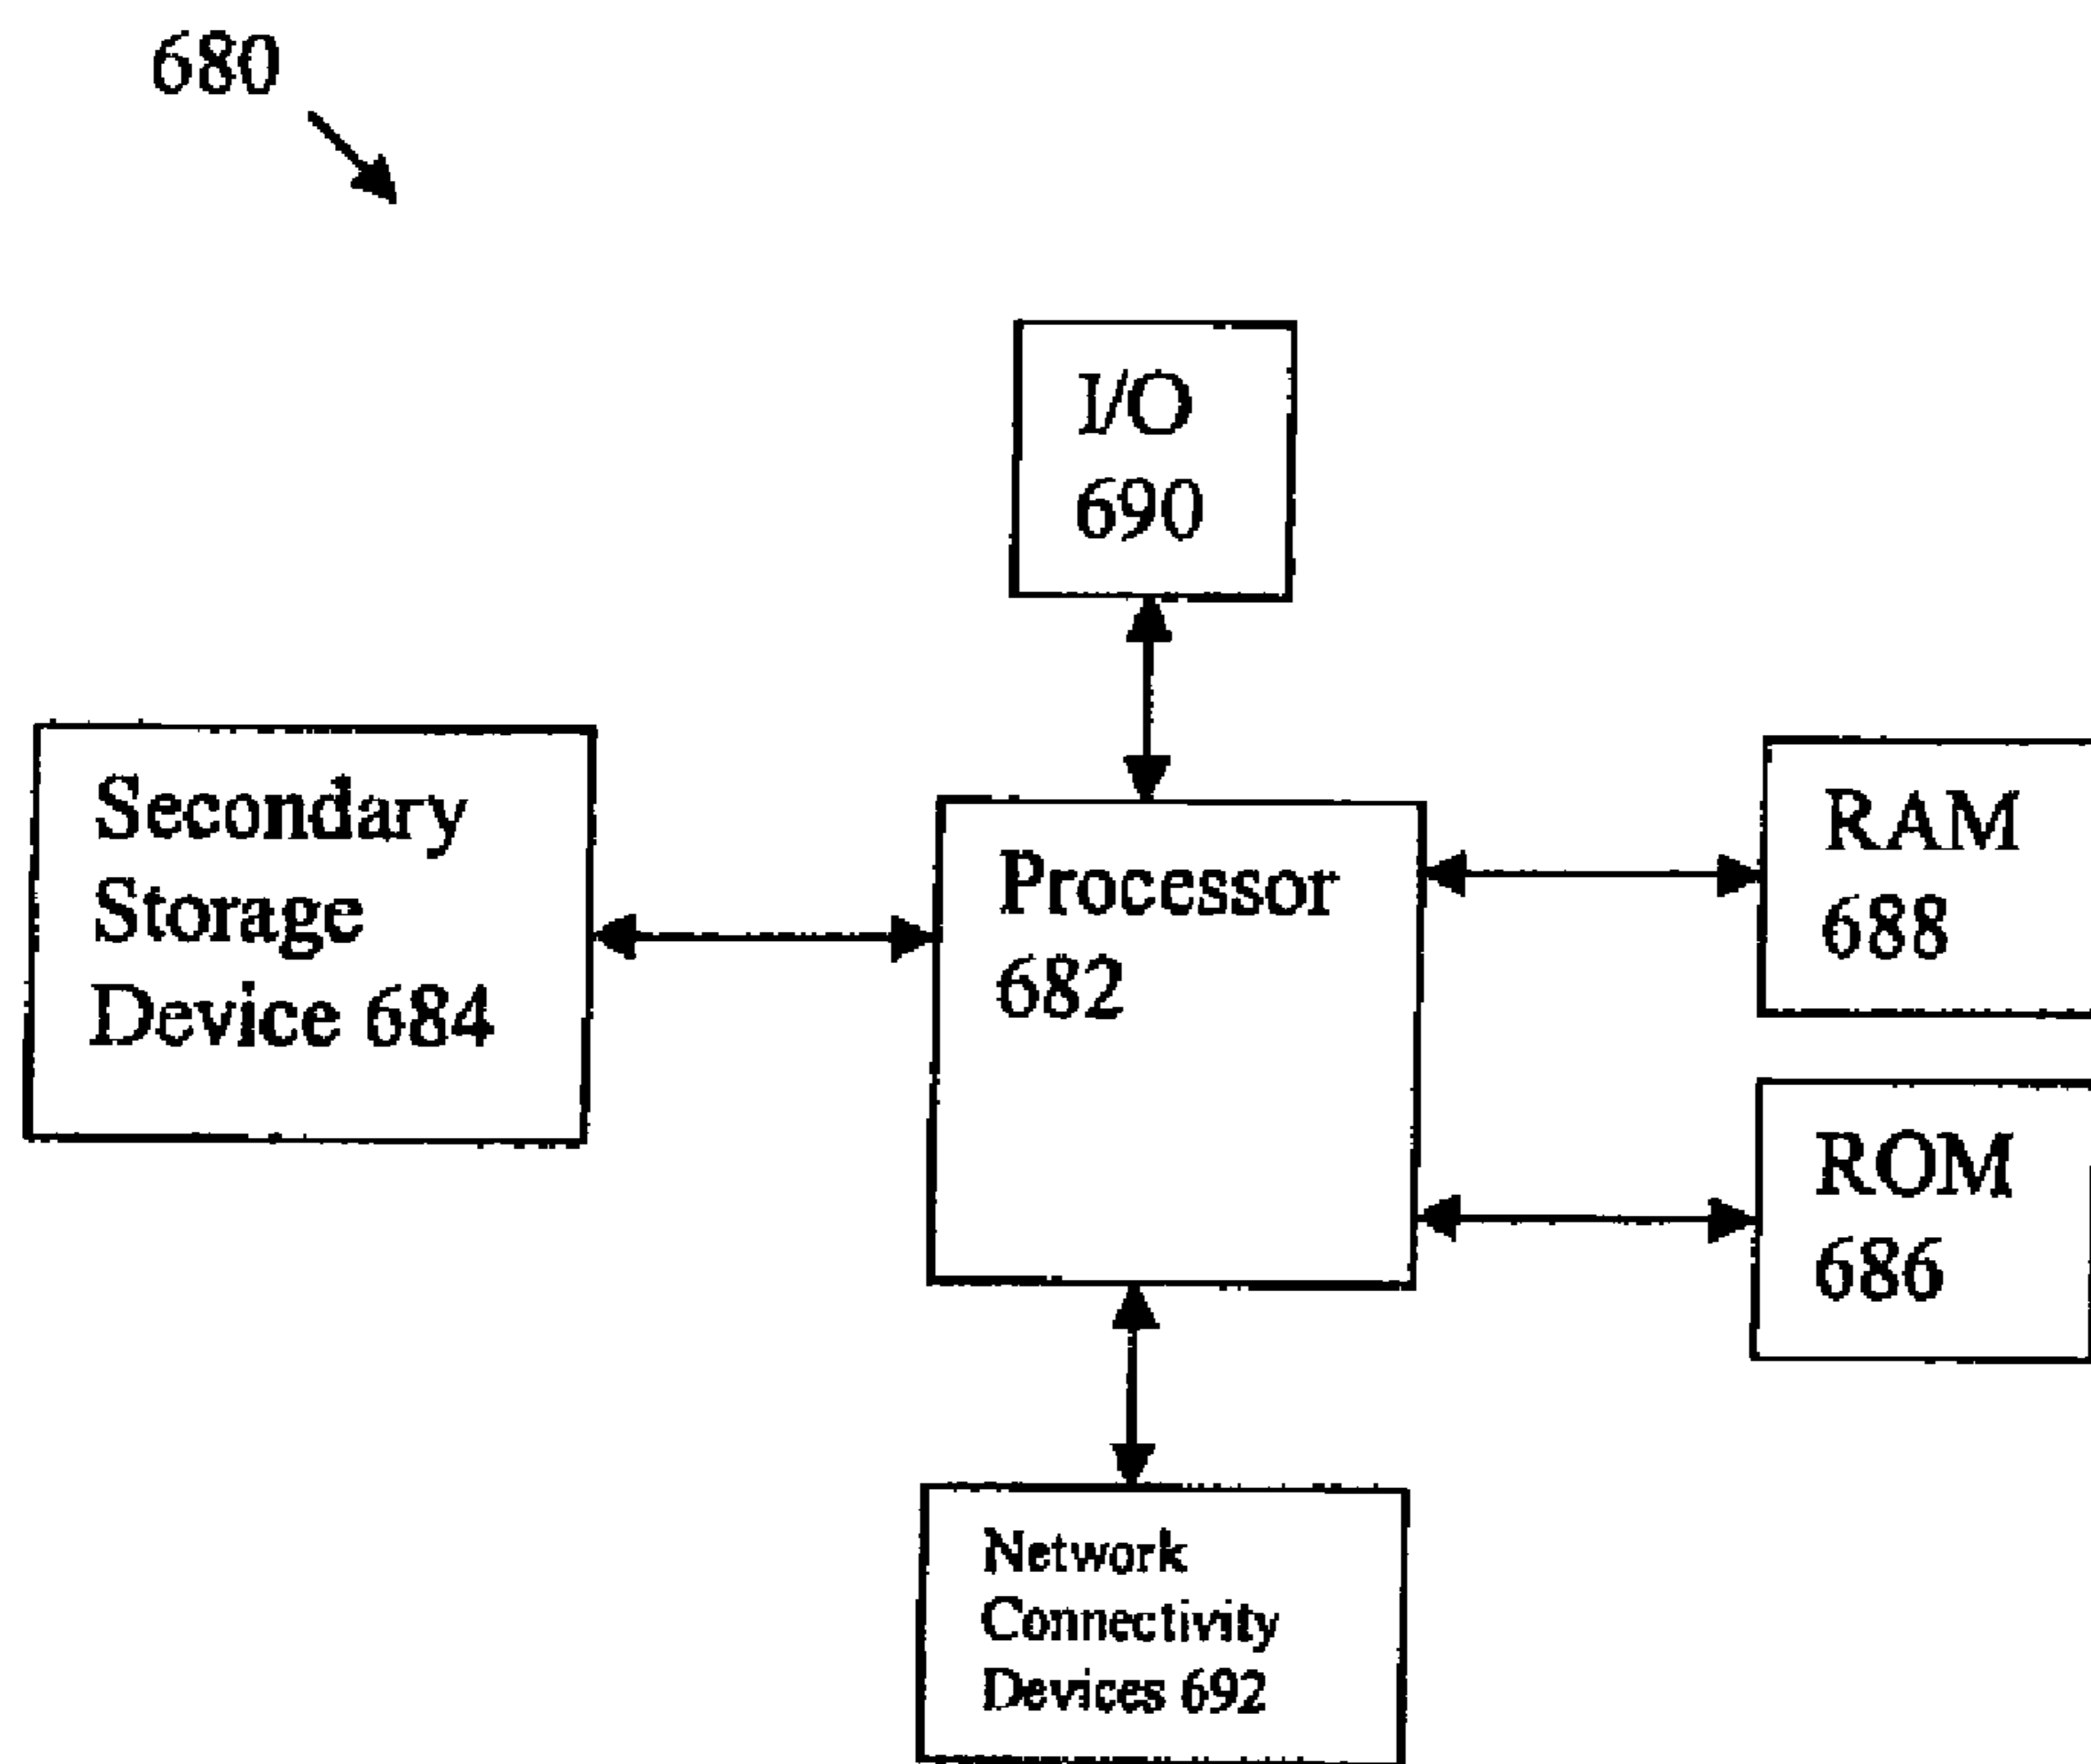 680
I/O
690
Secondary
Storage
Device 684
Processor
682
RAM
688
ROM
686
Network
Connectivity
Devices 692